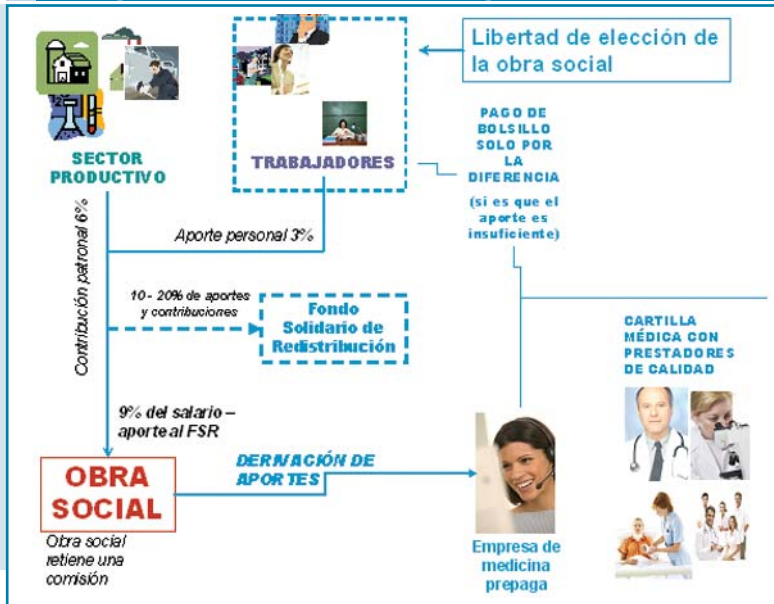 Libertad de elección de
la obra social
SECTOR
PRODUCTIVO
TRABAJADORES
PAGO DE
BOLSILLO
SOLO POR
LA
DIFERENCIA
(si es que el
aporte es
insuficiente)
Contribución patronal 6%
Aporte personal 3%
10 - 20% de aportes
y contribuciones
Fondo
Solidario de
Redistribución
CARTILLA
MÉDICA CON
PRESTADORES
DE CALIDAD
9% del salario –
aporte al FSR
OBRA
SOCIAL
DERIVACIÓN DE
APORTES
Obra social
retiene una
comisión
Empresa de
medicina
prepaga